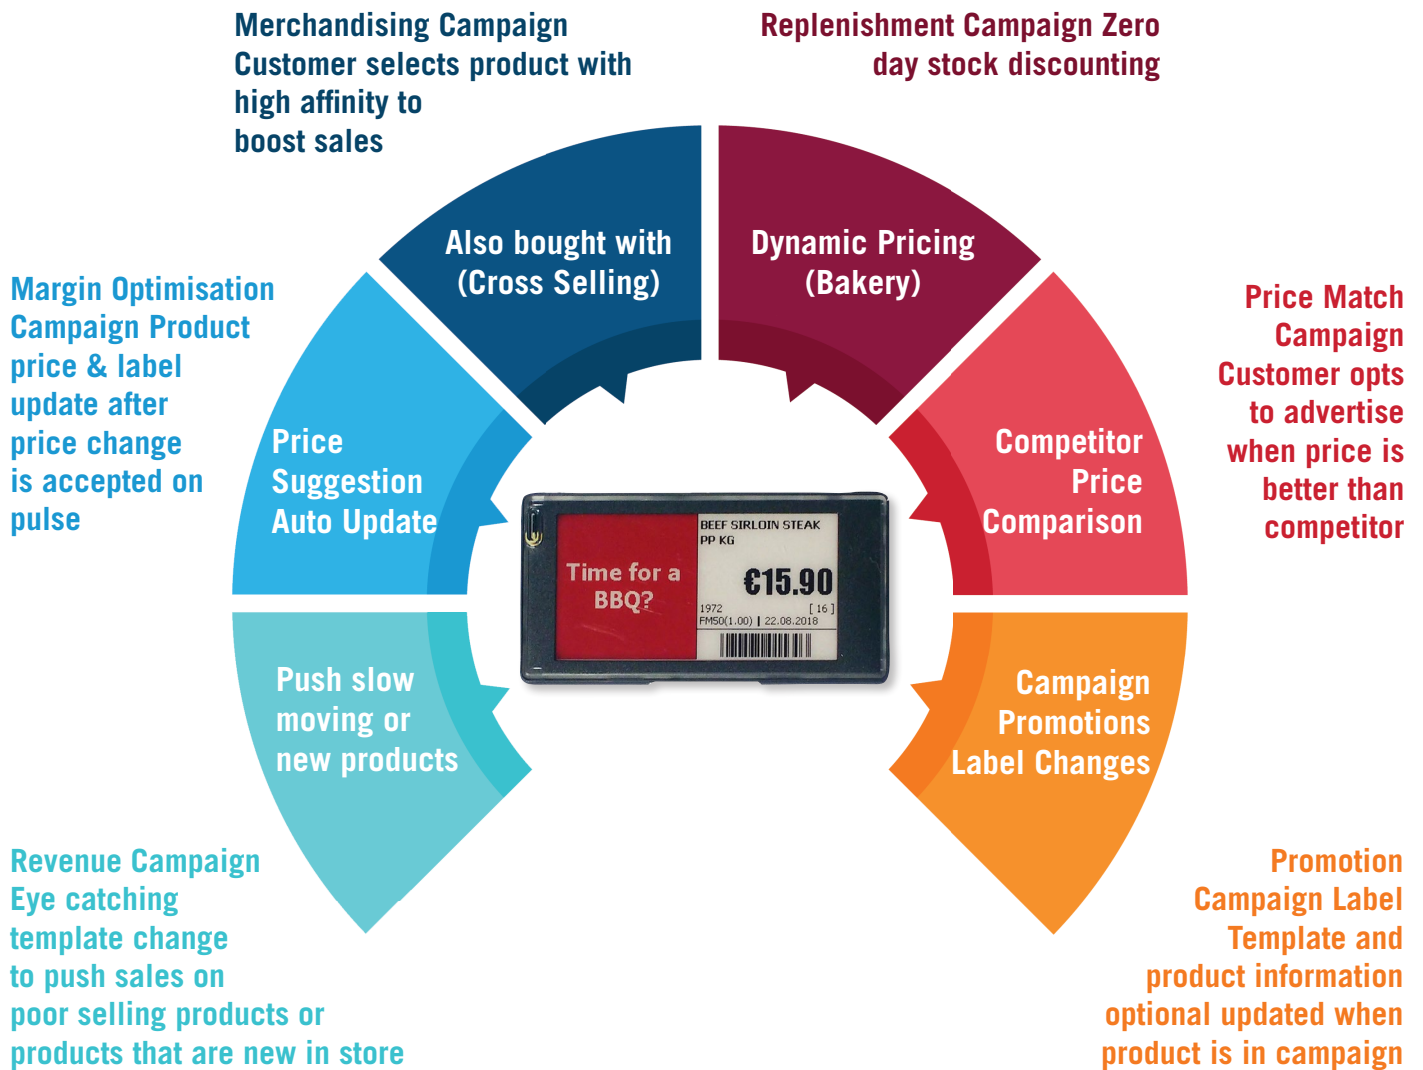 Merchandising Campaign
Customer selects product with
high affinity to
boost sales
Replenishment Campaign Zero
day stock discounting
Also bought with
(Cross Selling)
Dynamic Pricing
(Bakery)
Margin Optimisation
Campaign Product
price & label
update after
price change
is accepted on
pulse
Price
Suggestion
Auto Update
Competitor
Price
Comparison
Price Match
Campaign
Customer opts
to advertise
when price is
better than
competitor
Time for a
BBQ?
BEEF SIRLOIN STEAK
PP KG
€15.90
1972 [ 16 ]
FM50(1.00) | 22.08.2018
Push slow
moving or
new products
Campaign
Promotions
Label Changes
Revenue Campaign
Eye catching
template change
to push sales on
poor selling products or
products that are new in store
Promotion
Campaign Label
Template and
product information
optional updated when
product is in campaign